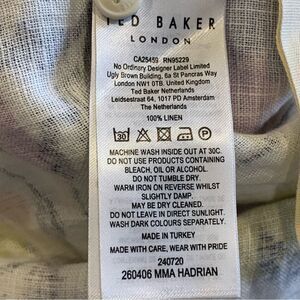 TED BAKER
LONDON
CA25459 RN95229
No Ordinary Designer Label Limited
Ugly Brown Building, 6a St Pancras Way
London NW1 0TB. United Kingdom
Ted Baker Netherlands
Leidsestraat 64, 1017 PD Amsterdam
The Netherlands
100% LINEN
30 P
MACHINE WASH INSIDE OUT AT 30C.
DO NOT USE PRODUCTS CONTAINING
BLEACH, OIL OR ALCOHOL.
DO NOT TUMBLE DRY.
WARM IRON ON REVERSE WHILST
SLIGHTLY DAMP.
MAY BE DRY CLEANED.
DO NOT LEAVE IN DIRECT SUNLIGHT
WASH DARK COLOURS SEPARATELY.
MADE IN TURKEY
MADE WITH CARE, WEAR WITH PRIDE
240720
260406 MMA HADRIAN